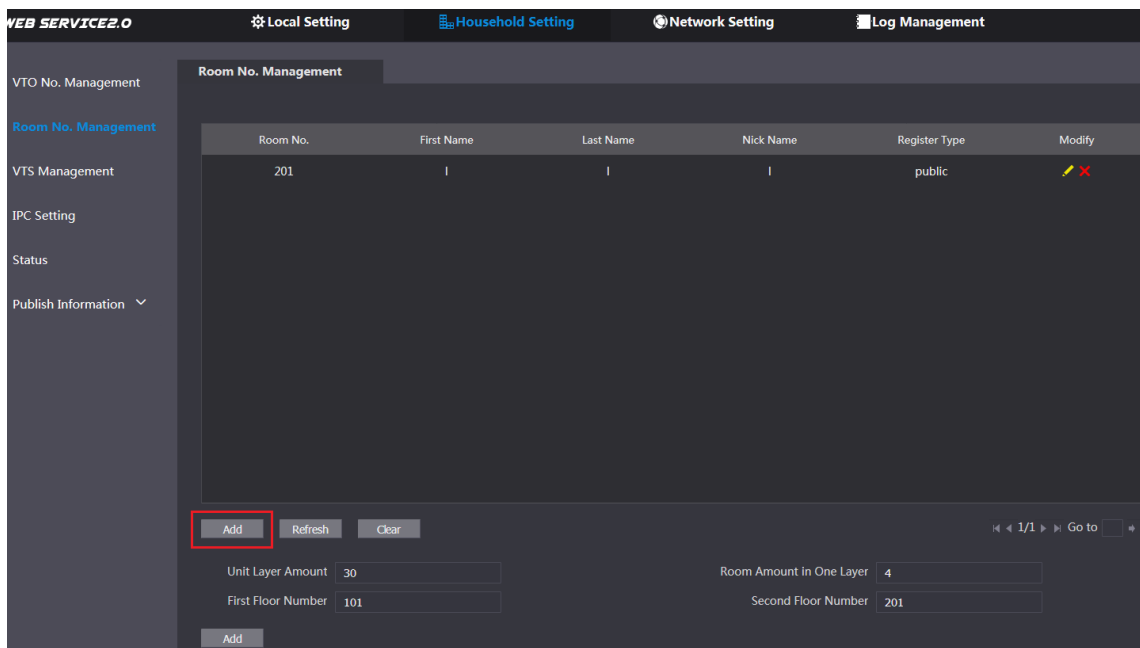 WEB SERVICE2.0 Local Setting Household Setting Network Setting Log Management
VTO No. Management
Room No. Management
VTS Management
IPC Setting
Status
Publish Information
Room No. Management
Room No. First Name Last Name Nick Name Register Type Modify
201 l l l public
Add Refresh Clear 1/1 Go to
Unit Layer Amount 30 Room Amount in One Layer 4
First Floor Number 101 Second Floor Number 201
Add